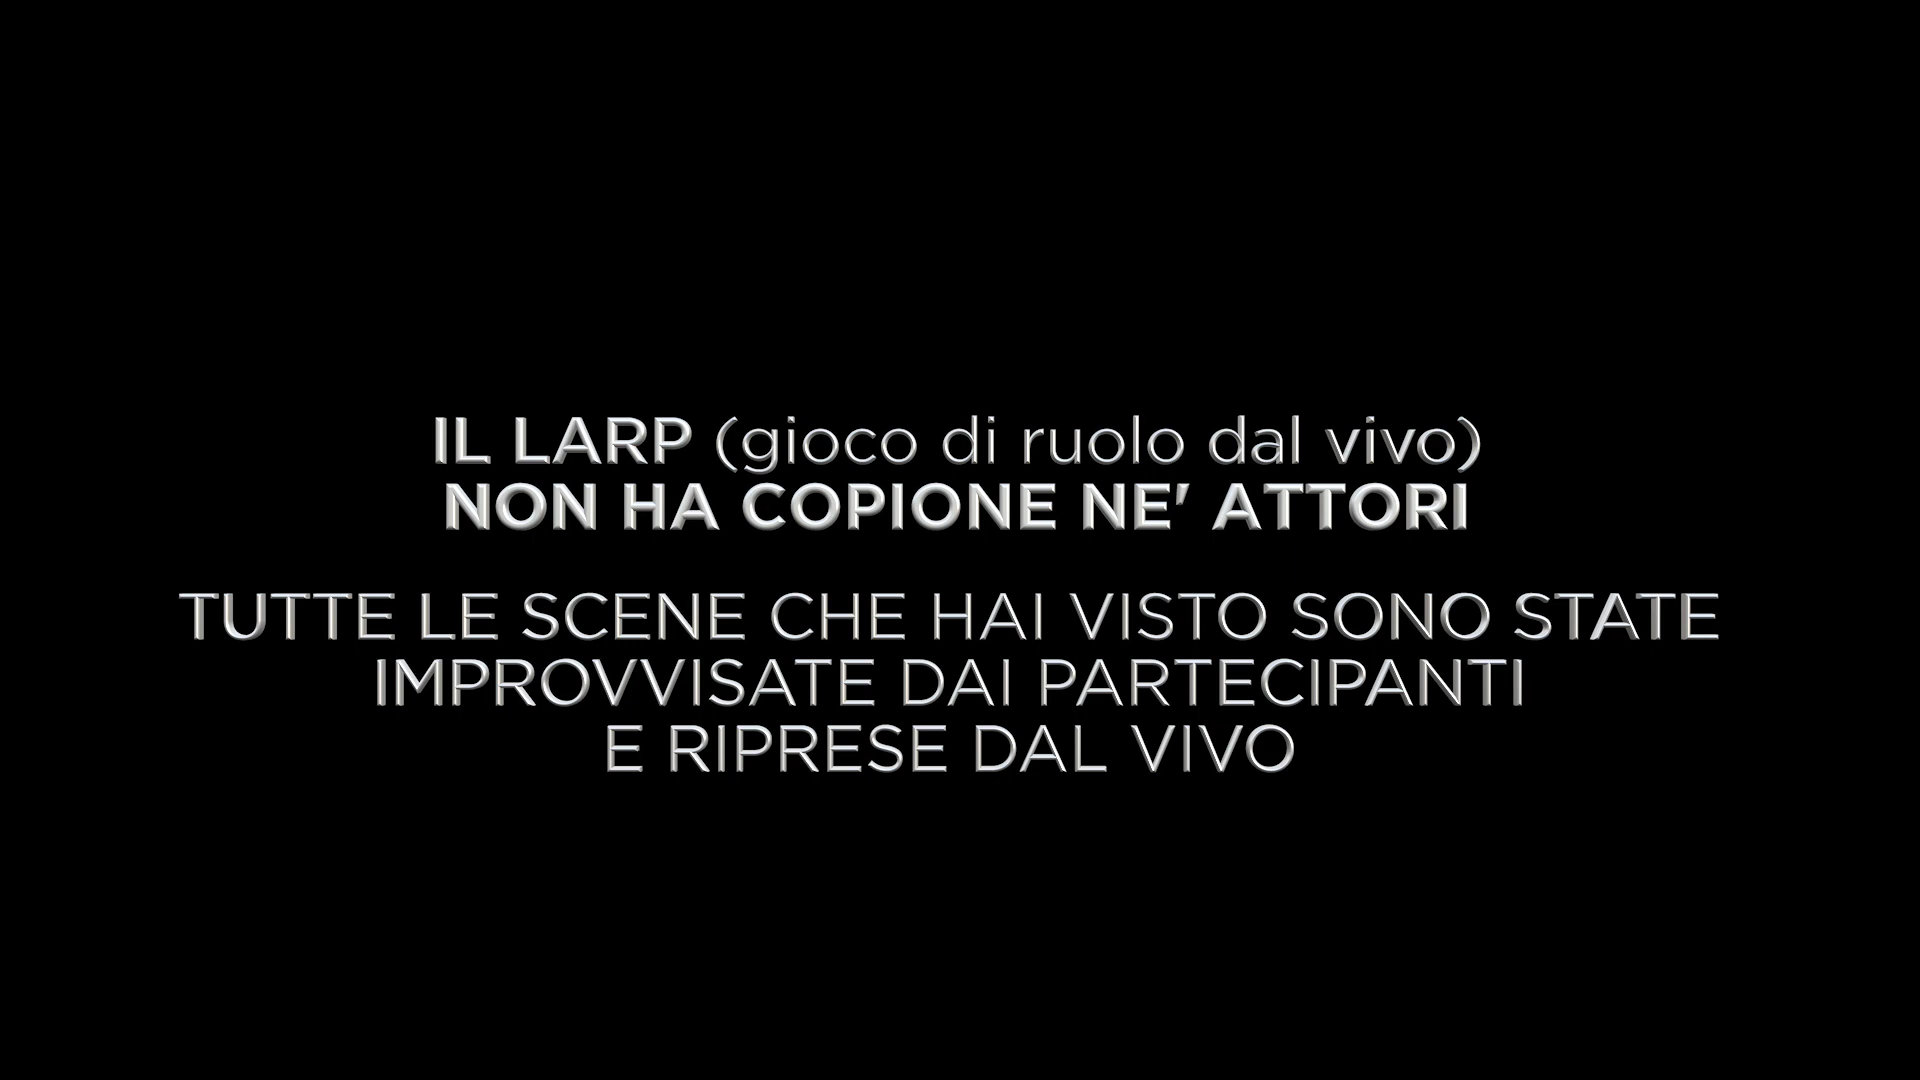 IL LARP (gioco di ruolo dal vivo)
NON HA COPIONE NE' ATTORI
TUTTE LE SCENE CHE HAI VISTO SONO STATE
IMPROVVISATE DAI PARTECIPANTI
E RIPRESE DAL VIVO